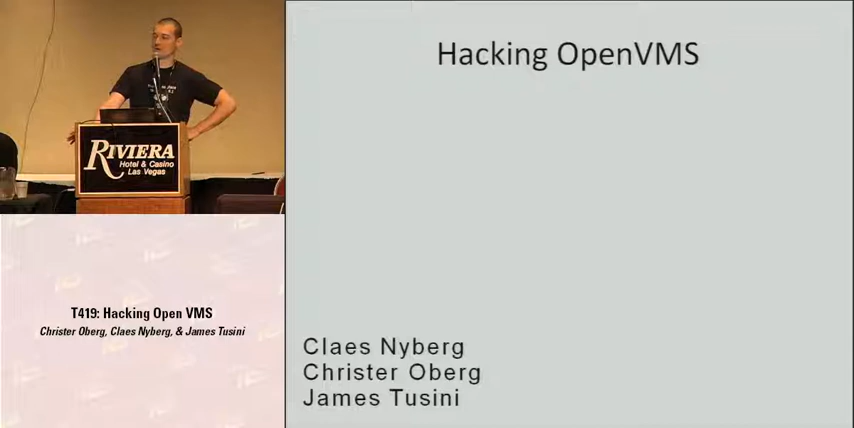 RIVIERA
Hotel & Casino
Las Vegas
T419: Hacking Open VMS
Christer Oberg, Claes Nyberg, & James Tusini
Hacking OpenVMS
Claes Nyberg
Christer Oberg
James Tusini